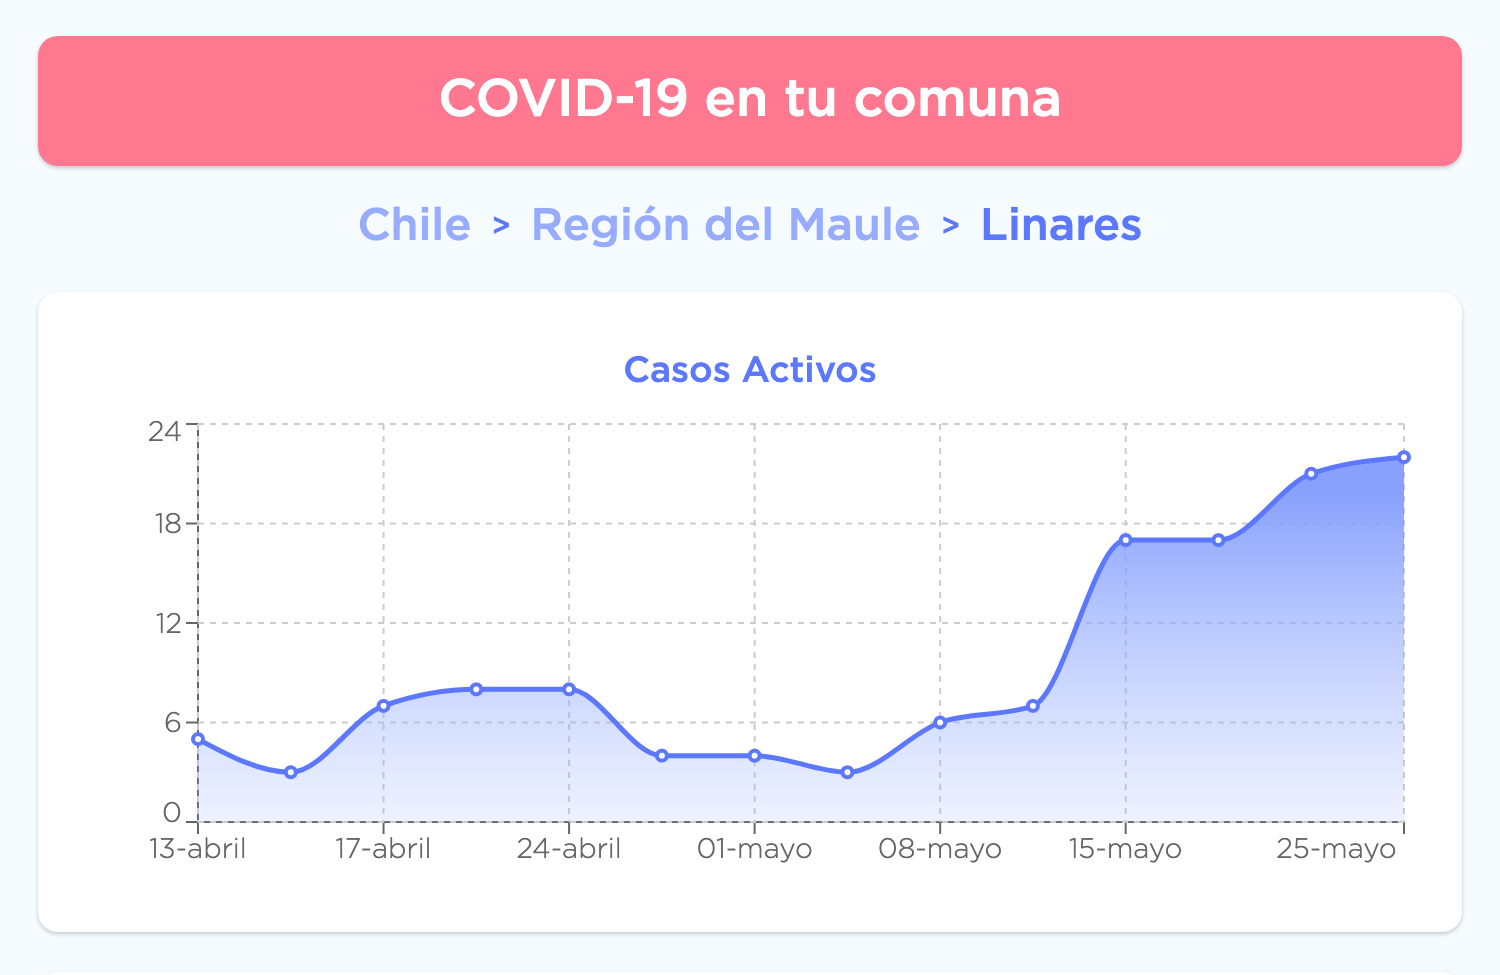 COVID-19 en tu comuna
Chile > Región del Maule > Linares
Casos Activos
24
18
12
6
0
13-abril 17-abril 24-abril 01-mayo 08-mayo 15-mayo 25-mayo